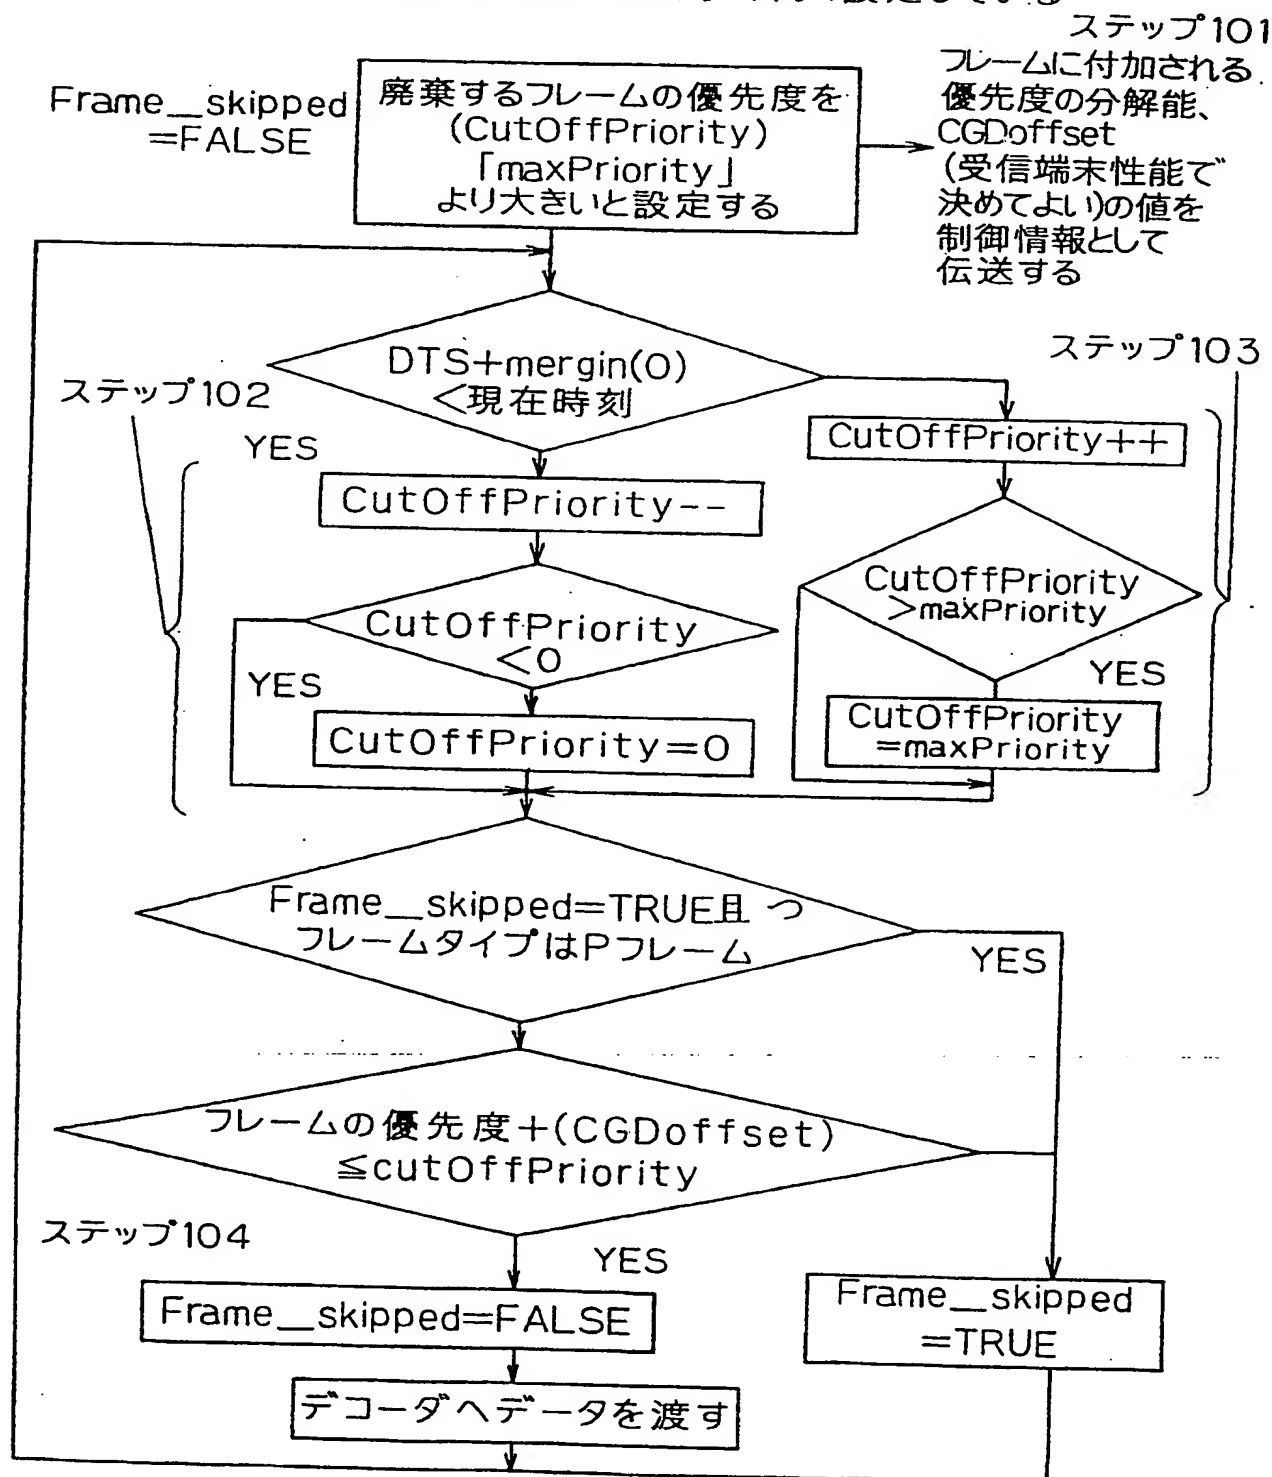 設定している
ステップ101
フレームに付加される
優先度の分解能、
CGDoffset
(受信端末性能で
決めてよい)の値を
制御情報として
伝送する
Frame__skipped
=FALSE
廃棄するフレームの優先度を
(CutOffPriority)
「maxPriority」
より大きいと設定する
DTS+mergin(0)
<現在時刻
ステップ103
ステップ102
YES
CutOffPriority++
CutOffPriority--
CutOffPriority
>maxPriority
CutOffPriority
<0
YES
YES
CutOffPriority
=maxPriority
CutOffPriority=0
Frame__skipped=TRUE且つ
フレームタイプはPフレーム
YES
フレームの優先度+(CGDoffset)
≦cutOffPriority
ステップ104
YES
Frame__skipped=FALSE
Frame__skipped
=TRUE
デコーダへデータを渡す